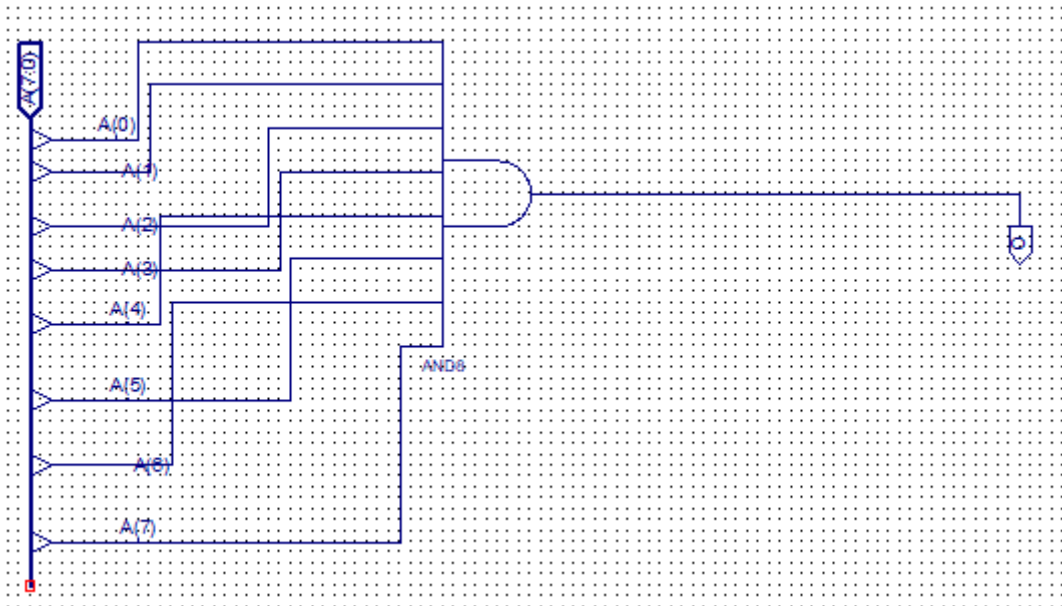 A(7:0)
A(0)
A(1)
A(2)
A(3)
A(4)
A(5)
A(6)
A(7)
AND8
O